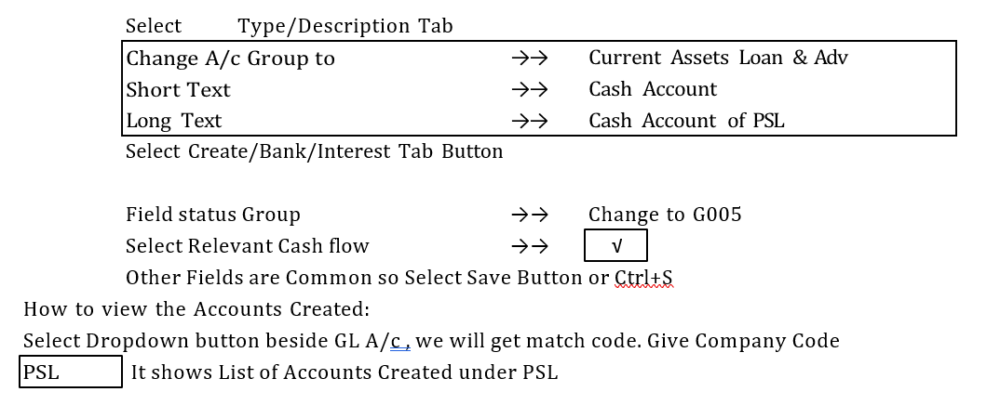 Select Type/Description Tab
Change A/c Group to →→ Current Assets Loan & Adv
Short Text →→ Cash Account
Long Text →→ Cash Account of PSL
Select Create/Bank/Interest Tab Button
Field status Group →→ Change to G005
Select Relevant Cash flow →→ √
Other Fields are Common so Select Save Button or Ctrl+S
How to view the Accounts Created:
Select Dropdown button beside GL A/c , we will get match code. Give Company Code
PSL It shows List of Accounts Created under PSL